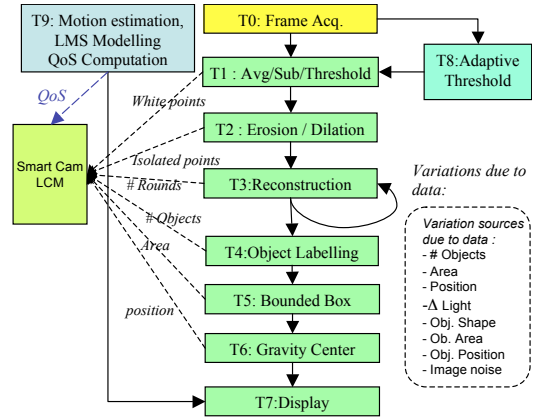 T9: Motion estimation,
LMS Modelling
QoS Computation
T0: Frame Acq.
T8:Adaptive
Threshold
T1 : Avg/Sub/Threshold
QoS
White points
T2 : Erosion / Dilation
Smart Cam
LCM
Isolated points
# Rounds
T3:Reconstruction
Variations due to
data:
# Objects
Area
position
T4:Object Labelling
T5: Bounded Box
T6: Gravity Center
T7:Display
Variation sources
due to data :
- # Objects
- Area
- Position
-Δ Light
- Obj. Shape
- Ob. Area
- Obj. Position
- Image noise